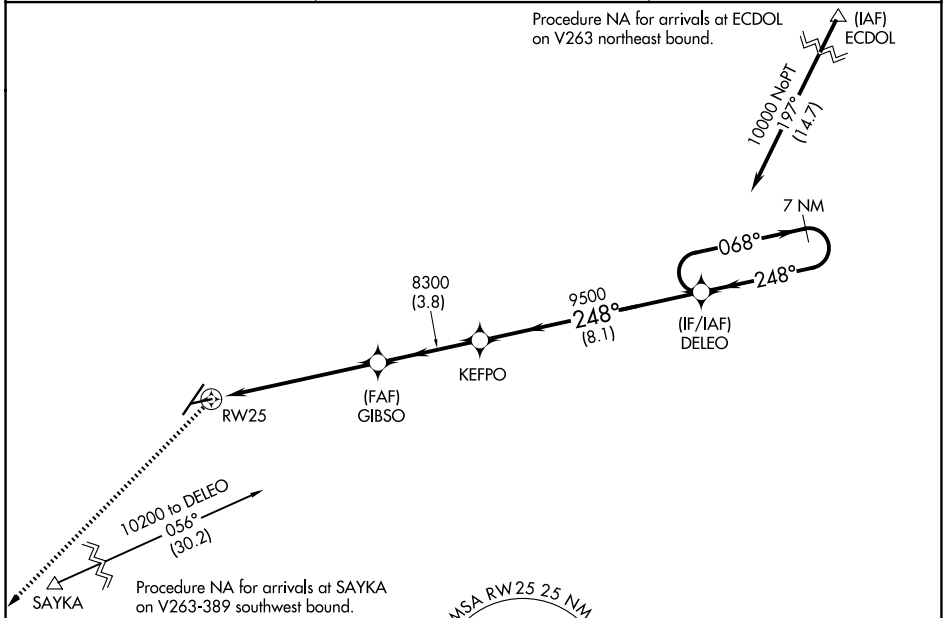 Procedure NA for arrivals at ECDOL
on V263 northeast bound.
(IAF)
ECDOL
10000 NoPT
197°
(14.7)
7 NM
068°
248°
8300
(3.8)
9500
248°
(8.1)
(IF/IAF)
DELEO
KEFPO
(FAF)
GIBSO
RW25
10200 to DELEO
056°
(30.2)
SAYKA
Procedure NA for arrivals at SAYKA
on V263-389 southwest bound.
MSA RW25 25 NM